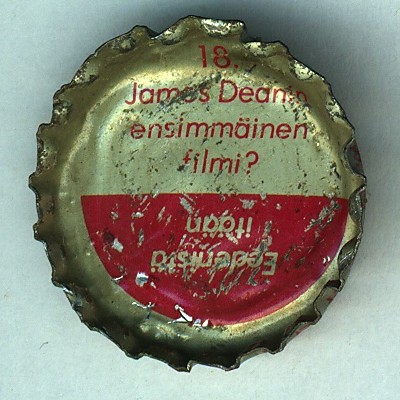 18.
James Deanin
ensimmäinen
filmi?
Eedenistä
itään